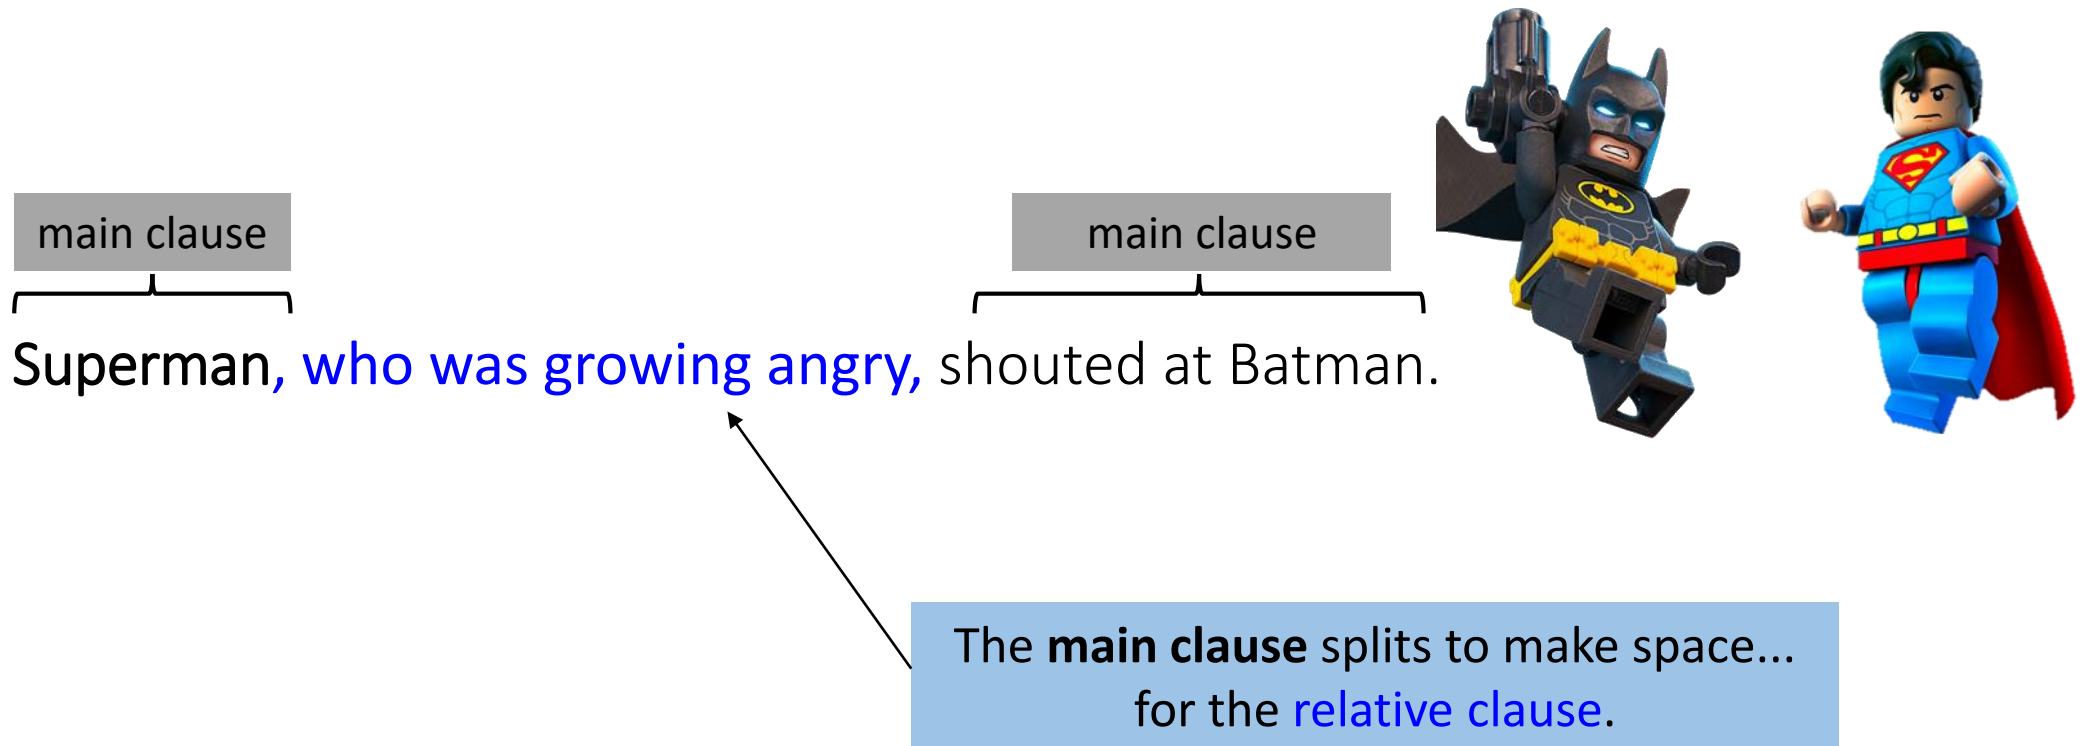 main clause
main clause
Superman, who was growing angry, shouted at Batman.
The main clause splits to make space...
for the relative clause.